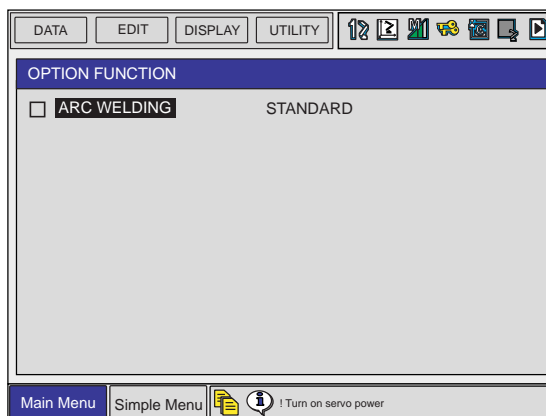 DATA EDIT DISPLAY UTILITY
OPTION FUNCTION
ARC WELDING STANDARD
Main Menu Simple Menu ! Turn on servo power